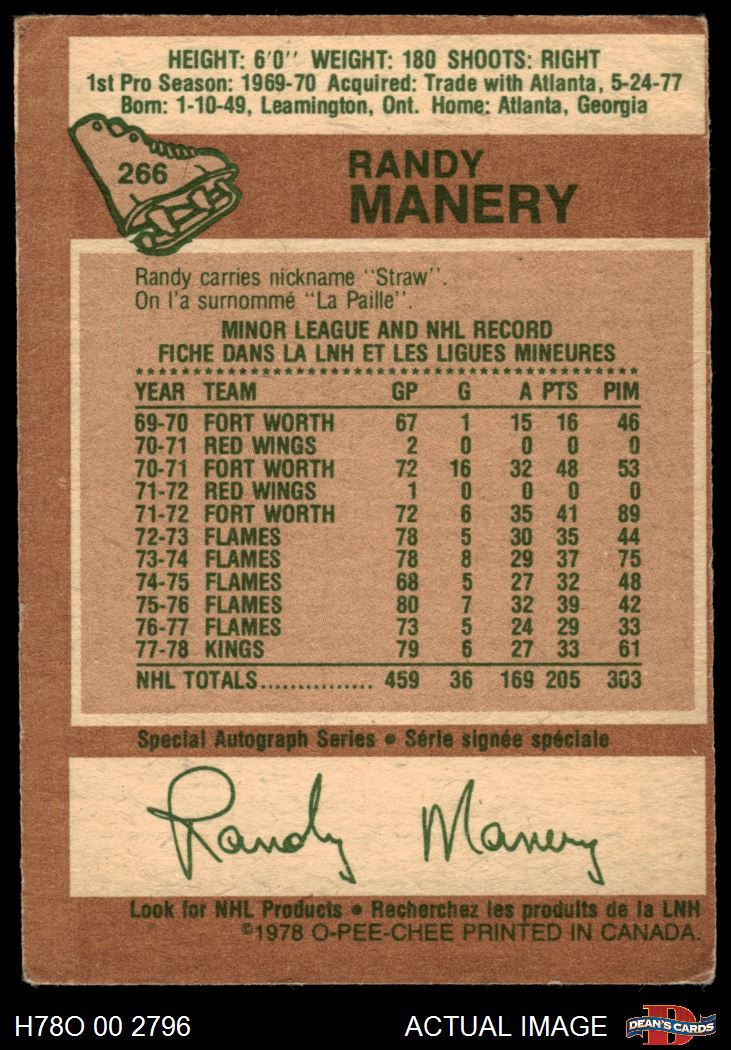 HEIGHT: 6'0'' WEIGHT: 180 SHOOTS: RIGHT
1st Pro Season: 1969-70 Acquired: Trade with Atlanta, 5-24-77
Born: 1-10-49, Leamington, Ont. Home: Atlanta, Georgia
266
RANDY
MANERY
Randy carries nickname ''Straw''.
On l'a surnommé ''La Paille''.
MINOR LEAGUE AND NHL RECORD
FICHE DANS LA LNH ET LES LIGUES MINEURES
YEAR TEAM GP G A PTS PIM
69-70 FORT WORTH 67 1 15 16 46
70-71 RED WINGS 2 0 0 0 0
70-71 FORT WORTH 72 16 32 48 53
71-72 RED WINGS 1 0 0 0 0
71-72 FORT WORTH 72 6 35 41 89
72-73 FLAMES 78 5 30 35 44
73-74 FLAMES 78 8 29 37 75
74-75 FLAMES 68 5 27 32 48
75-76 FLAMES 80 7 32 39 42
76-77 FLAMES 73 5 24 29 33
77-78 KINGS 79 6 27 33 61
NHL TOTALS............... 459 36 169 205 303
Special Autograph Series • Série signée spéciale
Randy Manery
Look for NHL Products • Recherchez les produits de la LNH
©1978 O-PEE-CHEE PRINTED IN CANADA.
H78O 00 2796 ACTUAL IMAGE
D
DEAN'S CARDS